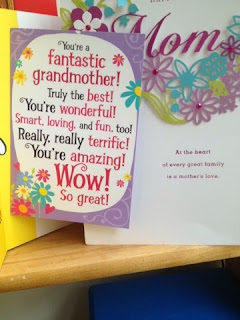 You're a
fantastic
grandmother!
Truly the best!
You're wonderful!
Smart, loving, and fun, too!
Really, really terrific!
You're amazing!
Wow!
So great!
Mom
At the heart
of every great family
is a mother's love.